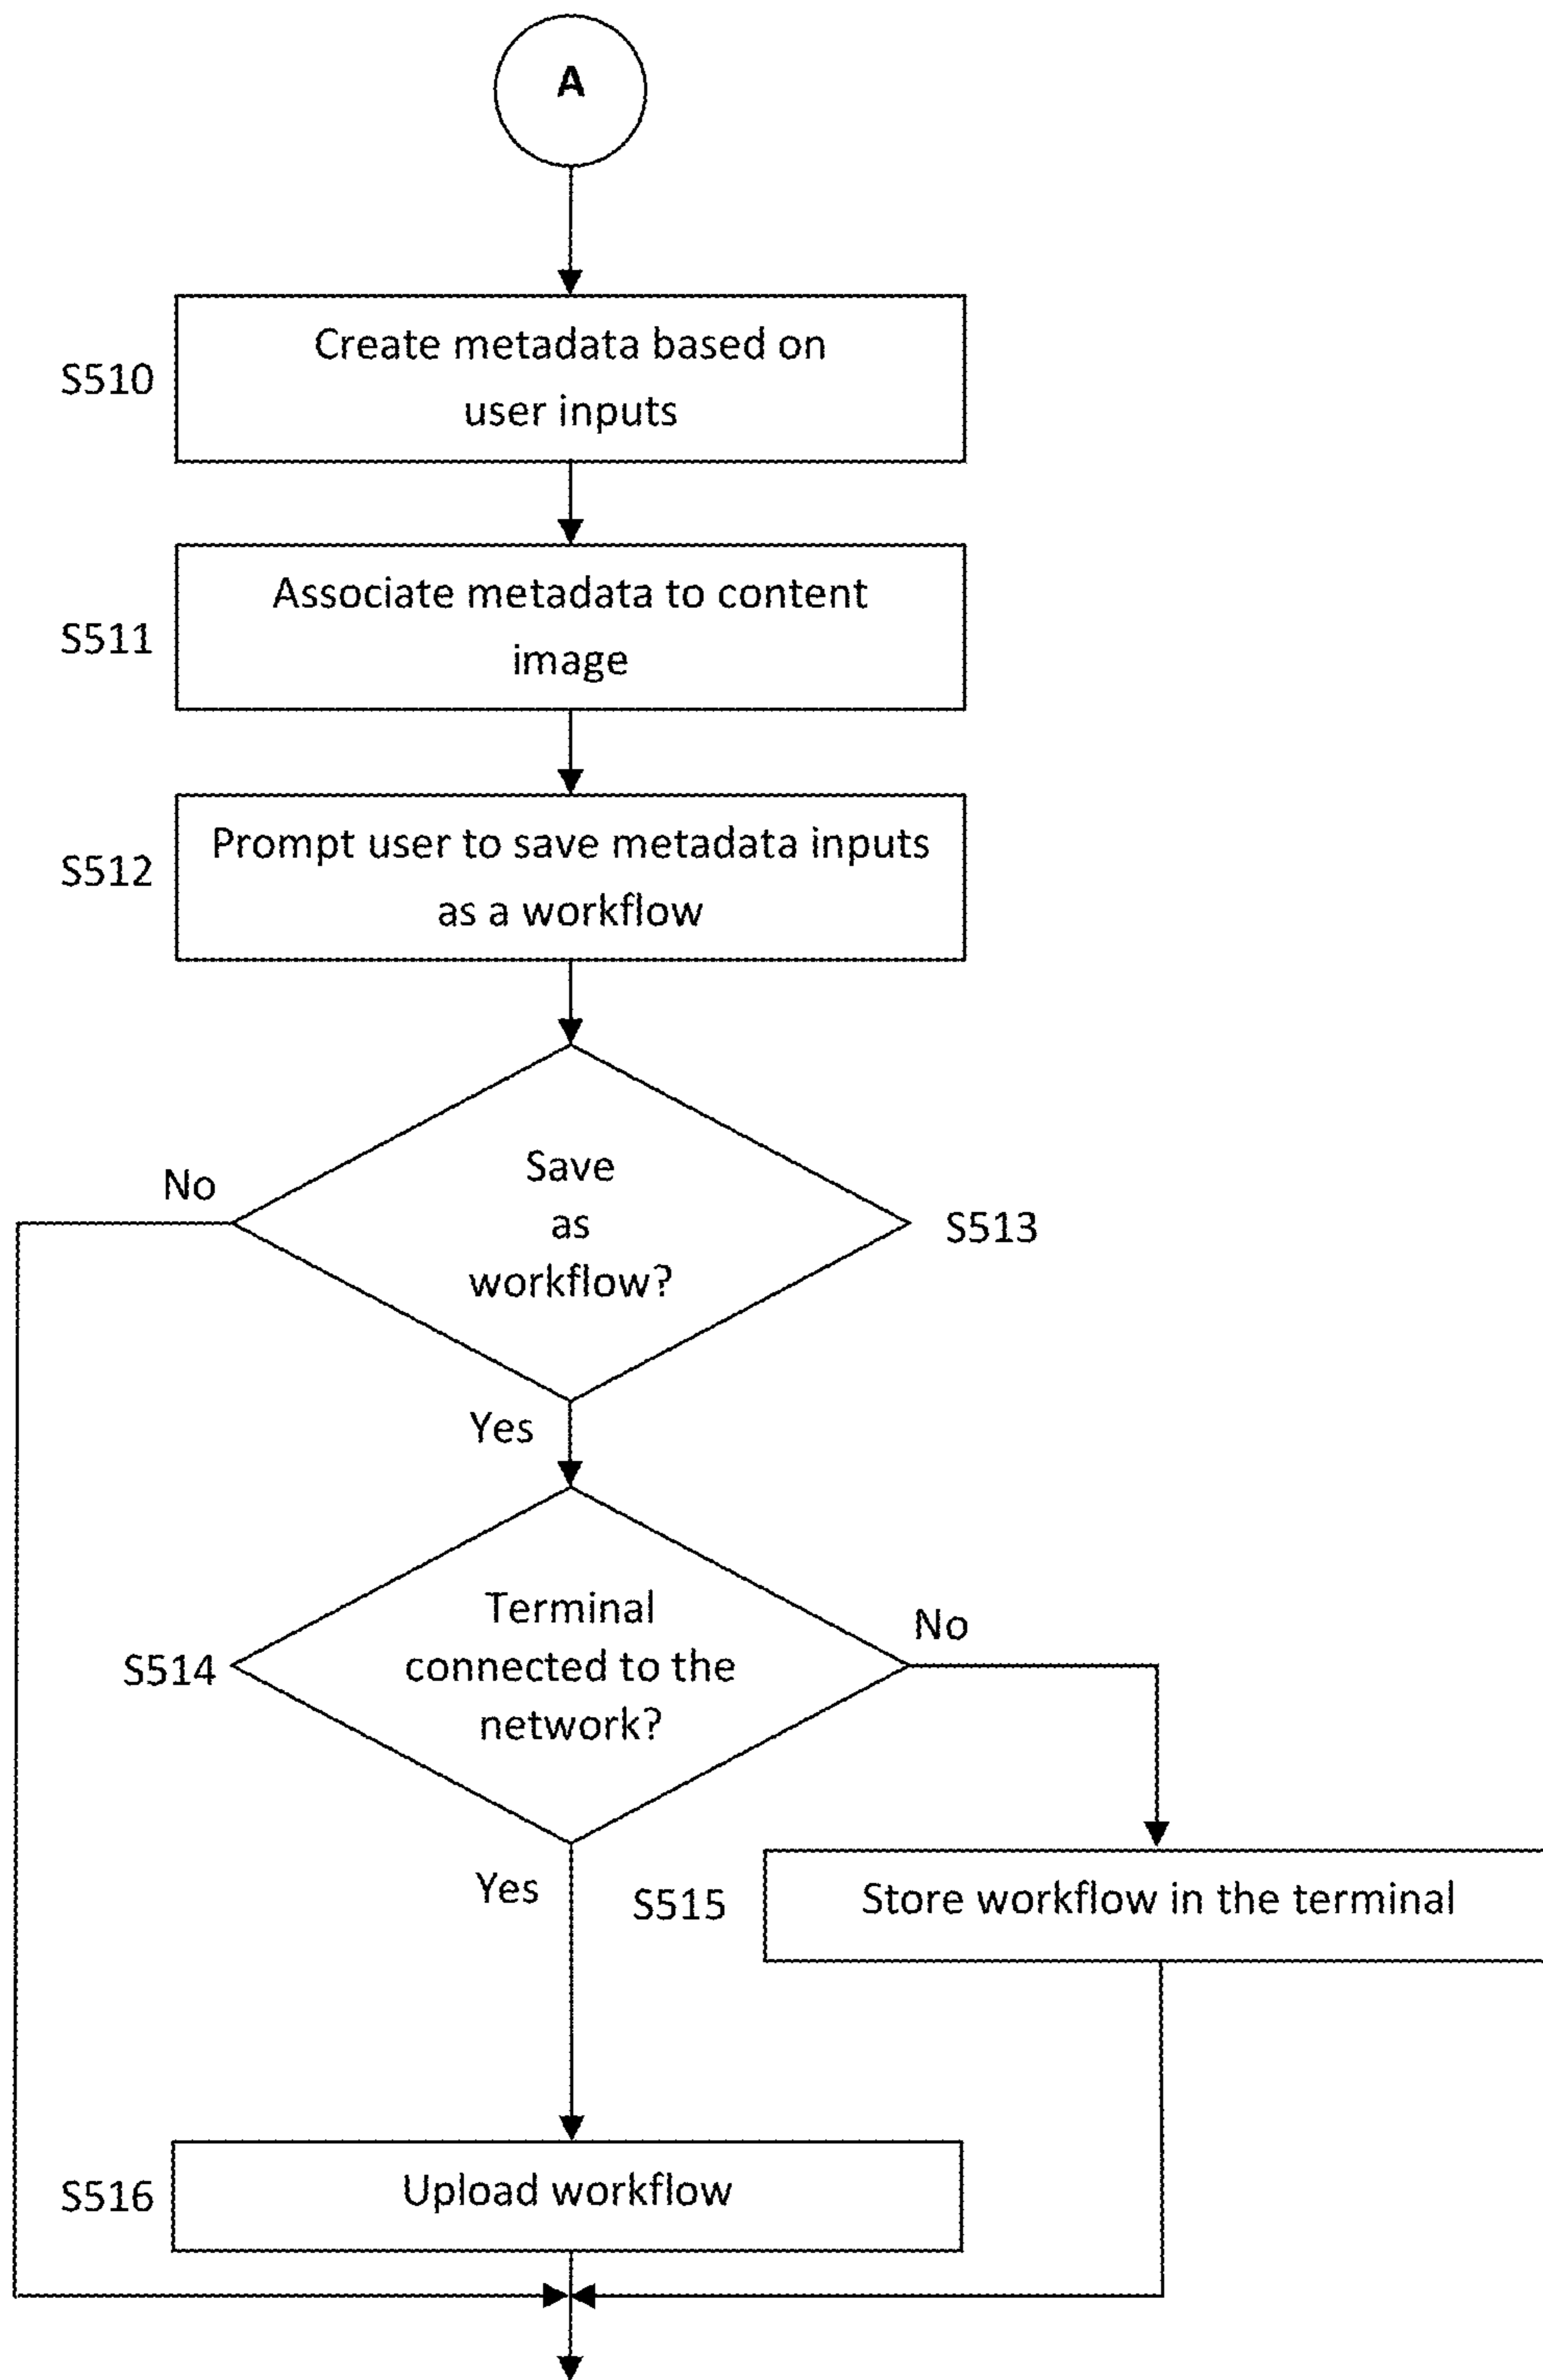 A
Create metadata based on
user inputs
S510
Associate metadata to content
image
S511
Prompt user to save metadata inputs
as a workflow
S512
Save
as
workflow?
No
S513
Yes
Terminal
connected to the
network?
No
S514
Yes
S515
Store workflow in the terminal
S516
Upload workflow